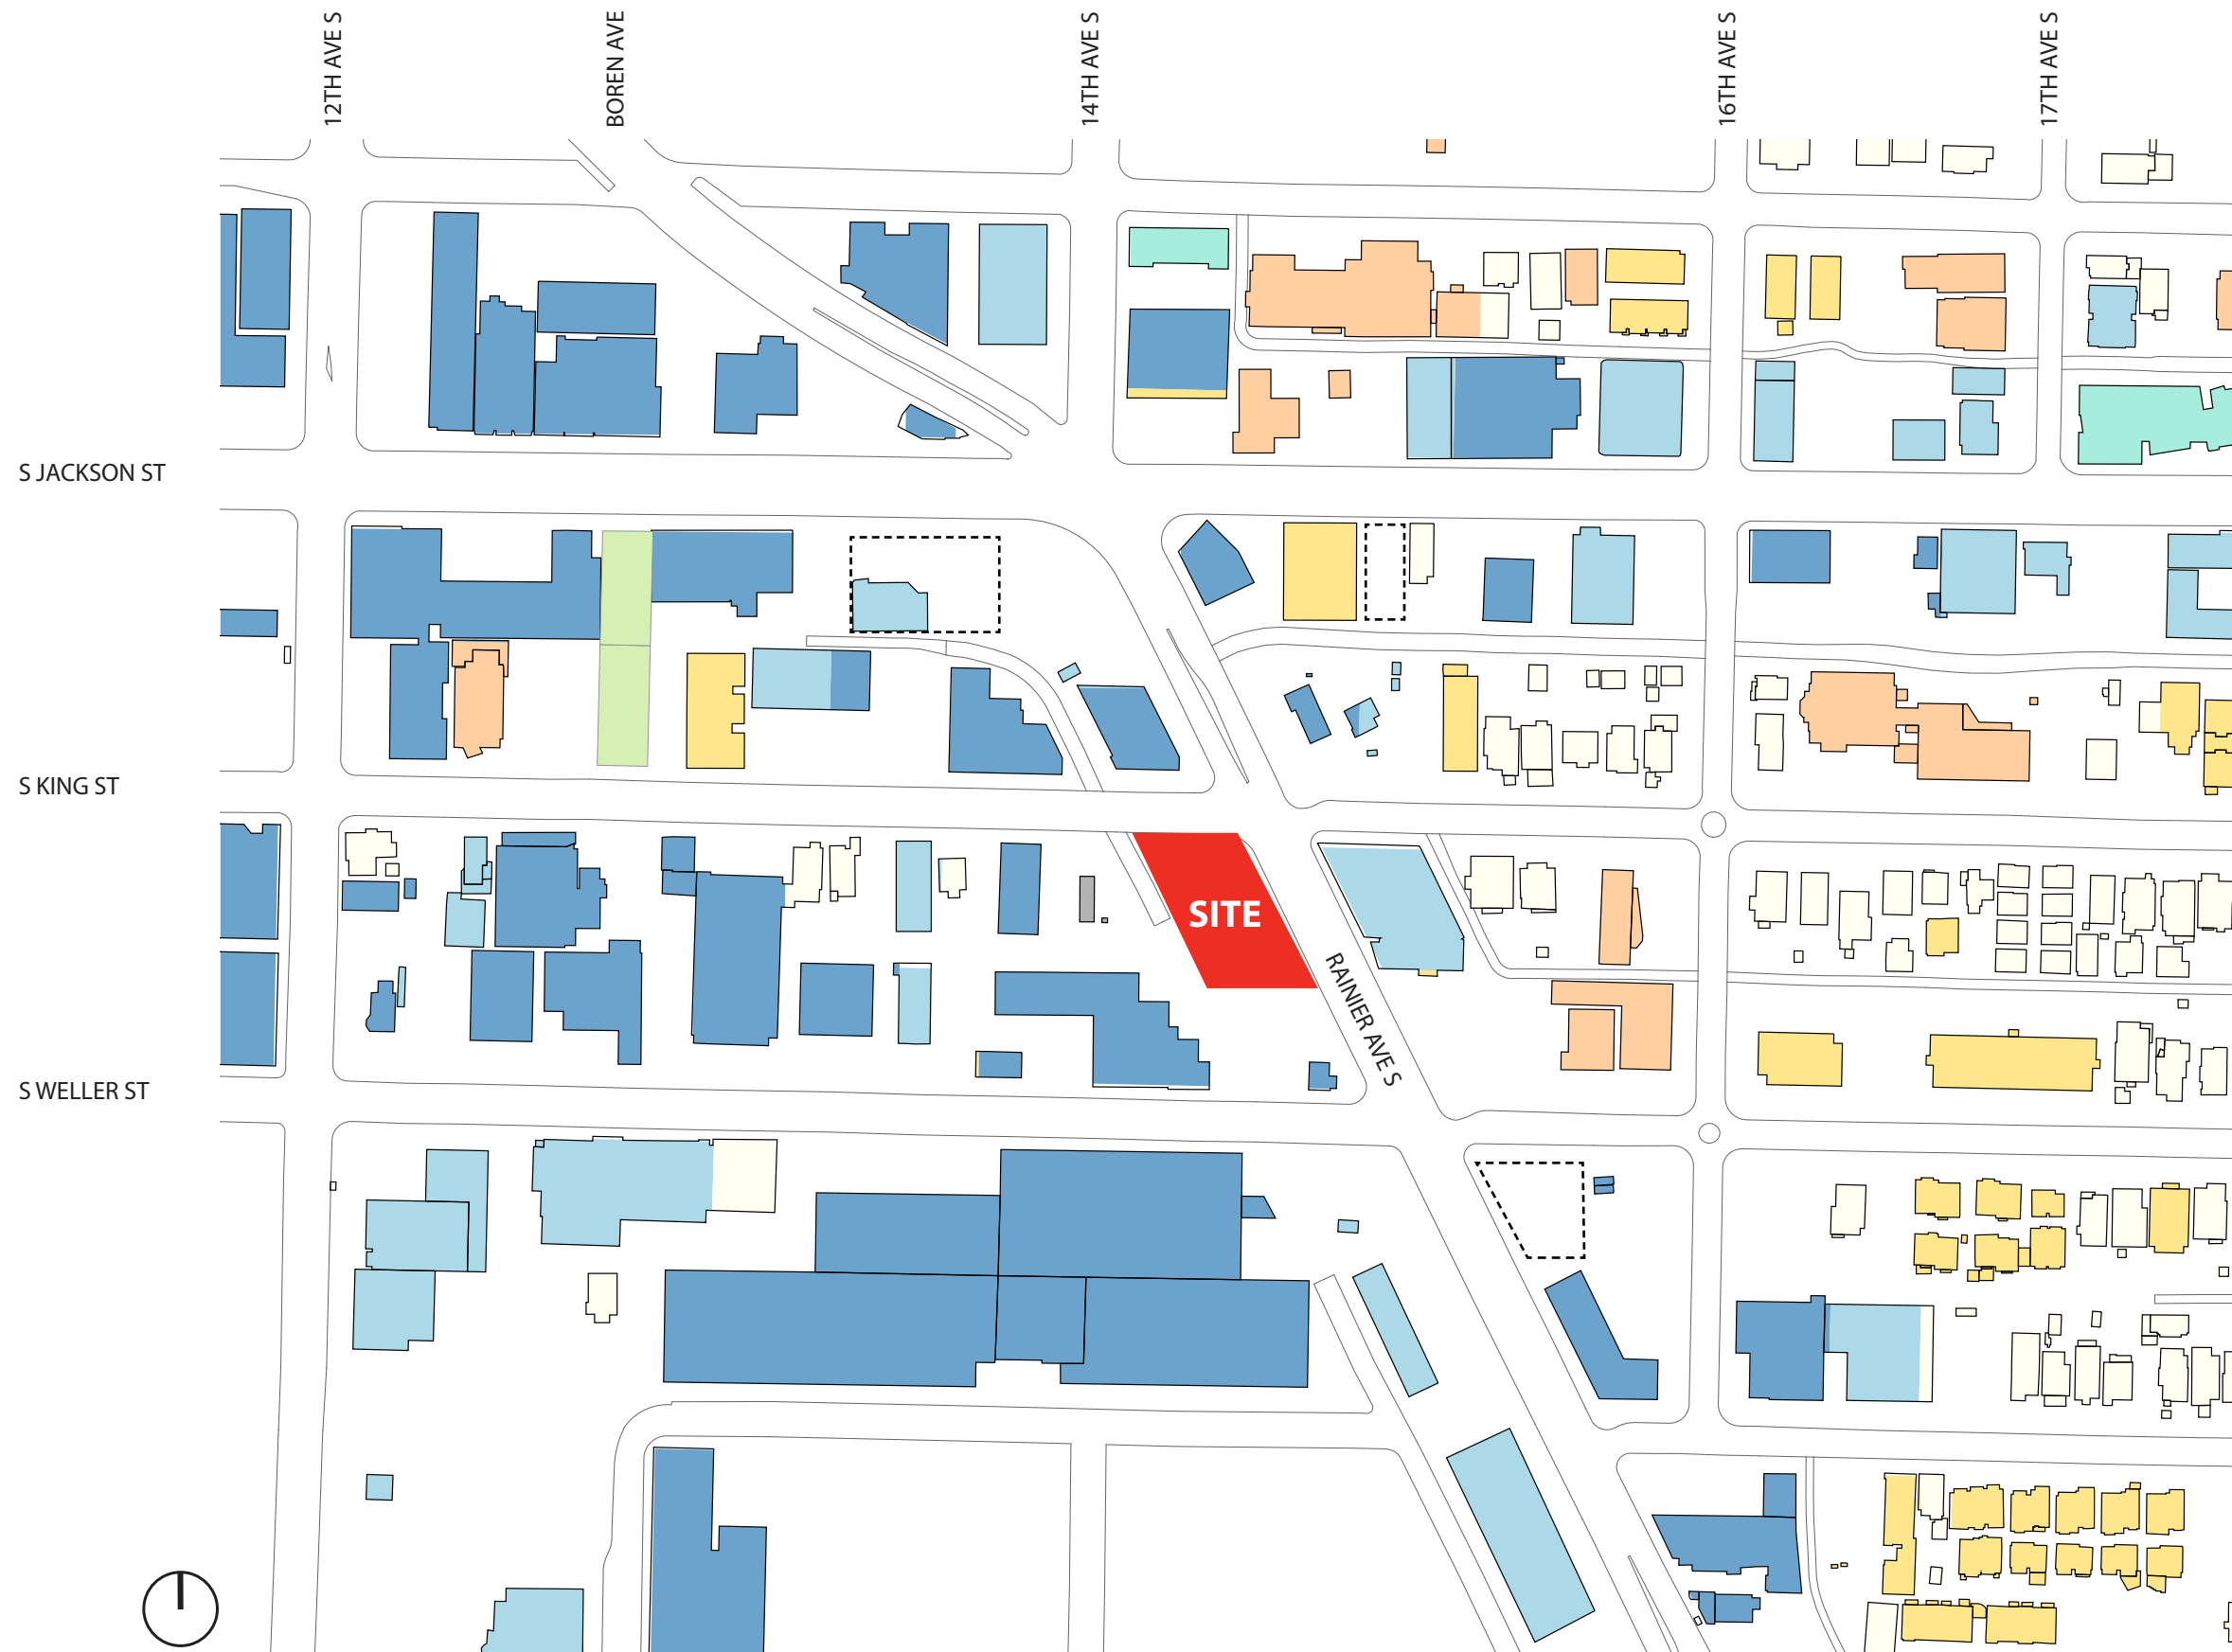 12TH AVE S
BOREN AVE
14TH AVE S
16TH AVE S
17TH AVE S
S JACKSON ST
S KING ST
SITE
RAINIER AVE S
S WELLER ST